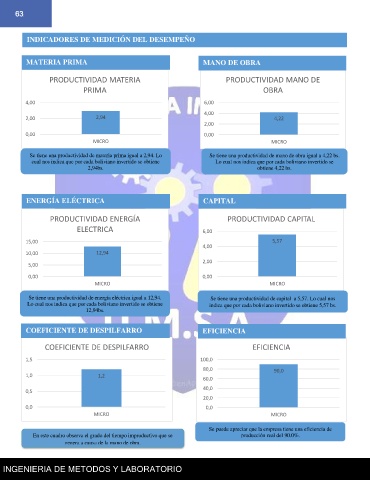 63
INDICADORES DE MEDICIÓN DEL DESEMPEÑO
MATERIA PRIMA
PRODUCTIVIDAD MATERIA
PRIMA
4,00
2,00
0,00
2,94
MICRO
Se tiene una productividad de materia prima igual a 2,94. Lo
cual nos indica que por cada boliviano invertido se obtiene
2,94bs.
MANO DE OBRA
PRODUCTIVIDAD MANO DE
OBRA
6,00
4,00
2,00
0,00
4,22
MICRO
Se tiene una productividad de mano de obra igual a 4,22 bs.
Lo cual nos indica que por cada boliviano invertido se
obtiene 4,22 bs.
ENERGÍA ELÉCTRICA
PRODUCTIVIDAD ENERGÍA
ELECTRICA
15,00
10,00
5,00
0,00
12,94
MICRO
Se tiene una productividad de energía eléctrica igual a 12,94.
Lo cual nos indica que por cada boliviano invertido se obtiene
12,94bs.
CAPITAL
PRODUCTIVIDAD CAPITAL
6,00
4,00
2,00
0,00
5,57
MICRO
Se tiene una productividad de capital a 5,57. Lo cual nos
indica que por cada boliviano invertido se obtiene 5,57 bs.
COEFICIENTE DE DESPILFARRO
COEFICIENTE DE DESPILFARRO
1,5
1,0
0,5
0,0
1,2
MICRO
En este cuadro observa el grado del tiempo improductivo que se
genera a causa de la mano de obra.
EFICIENCIA
EFICIENCIA
100,0
80,0
60,0
40,0
20,0
0,0
90,0
MICRO
Se puede apreciar que la empresa tiene una eficiencia de
producción real del 90,0%.
INGENIERIA DE METODOS Y LABORATORIO